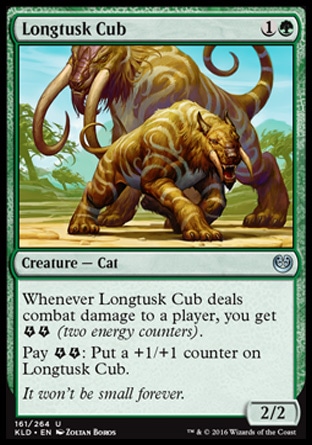 Longtusk Cub 1
Creature — Cat
Whenever Longtusk Cub deals
combat damage to a player, you get
(two energy counters).
Pay : Put a +1/+1 counter on
Longtusk Cub.
It won't be small forever.
2/2
161/264 U
KLD • EN Zoltan Boros
™ & © 2016 Wizards of the Coast